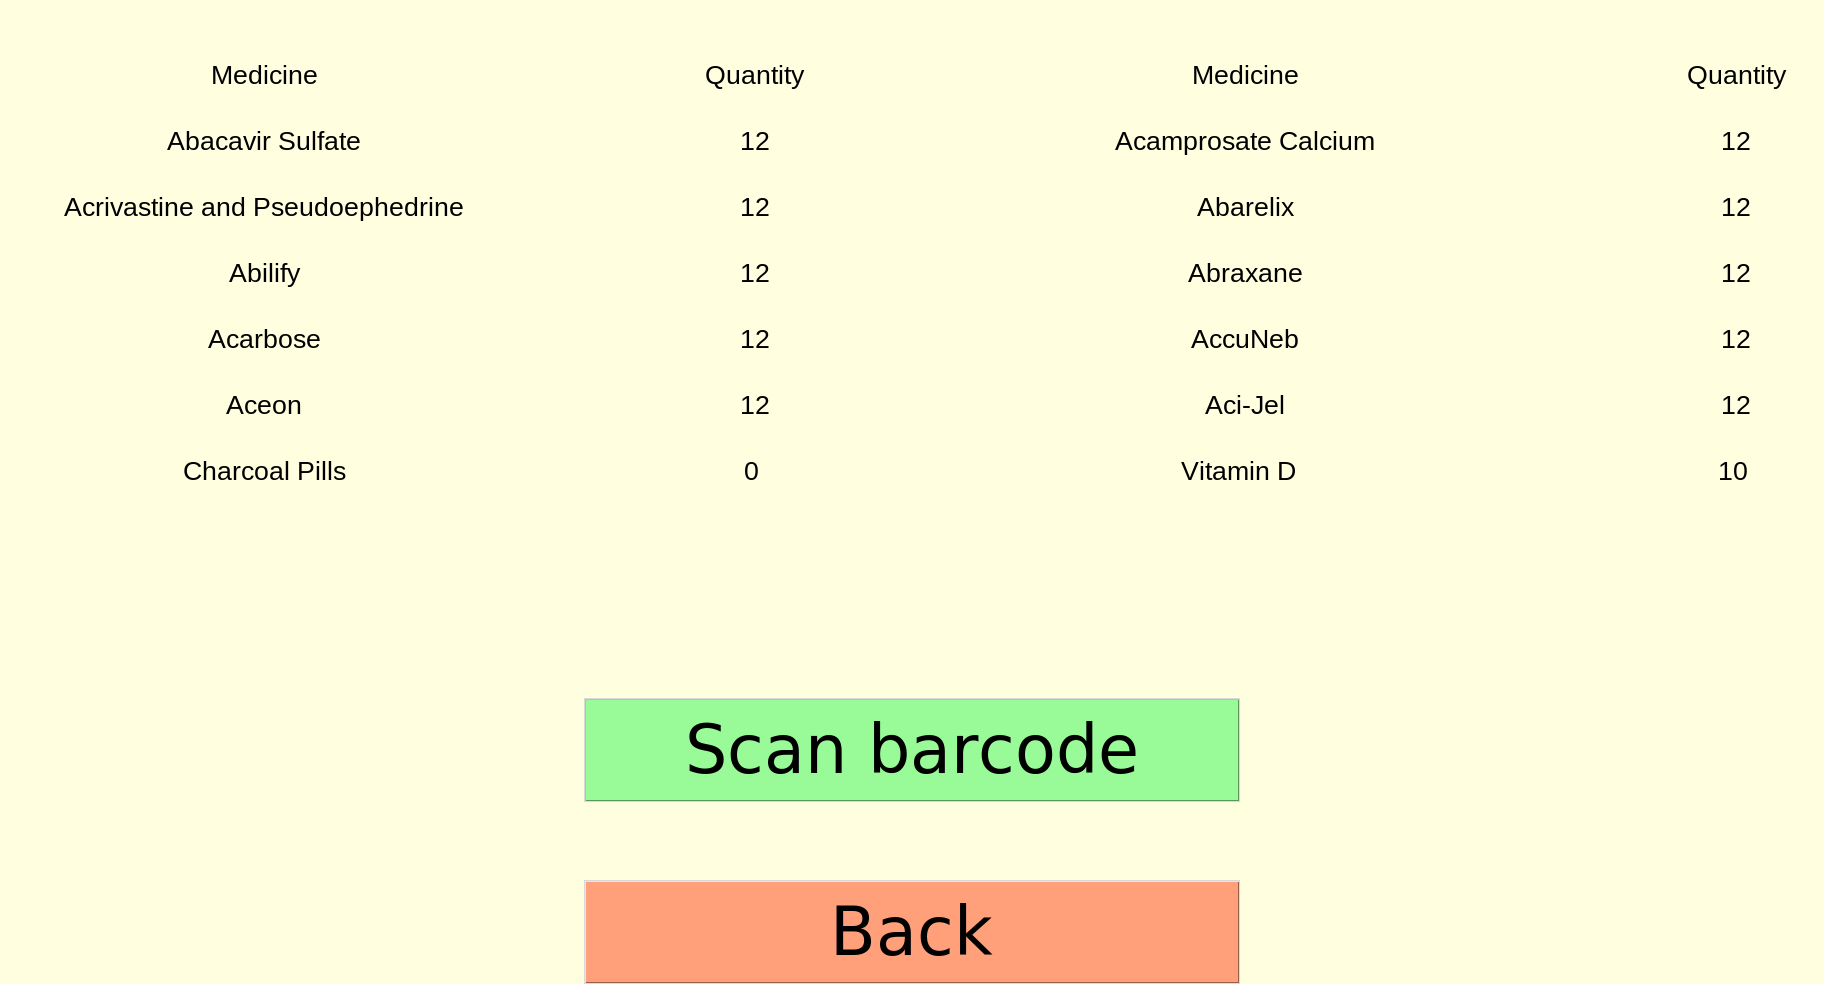 Medicine Quantity Medicine Quantity
Abacavir Sulfate 12 Acamprosate Calcium 12
Acrivastine and Pseudoephedrine 12 Abarelix 12
Abilify 12 Abraxane 12
Acarbose 12 AccuNeb 12
Aceon 12 Aci-Jel 12
Charcoal Pills 0 Vitamin D 10
Scan barcode
Back